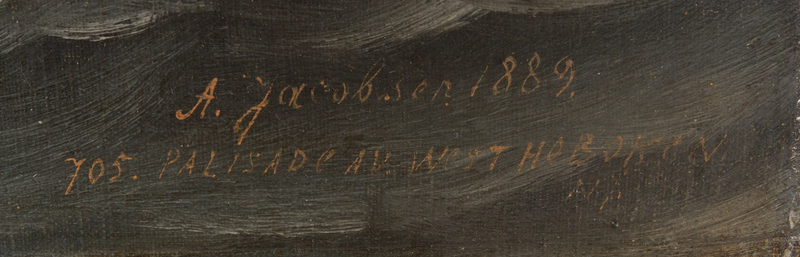 A. Jacobsen. 1889.
705. PALISADE AV. WEST HOBOKEN.